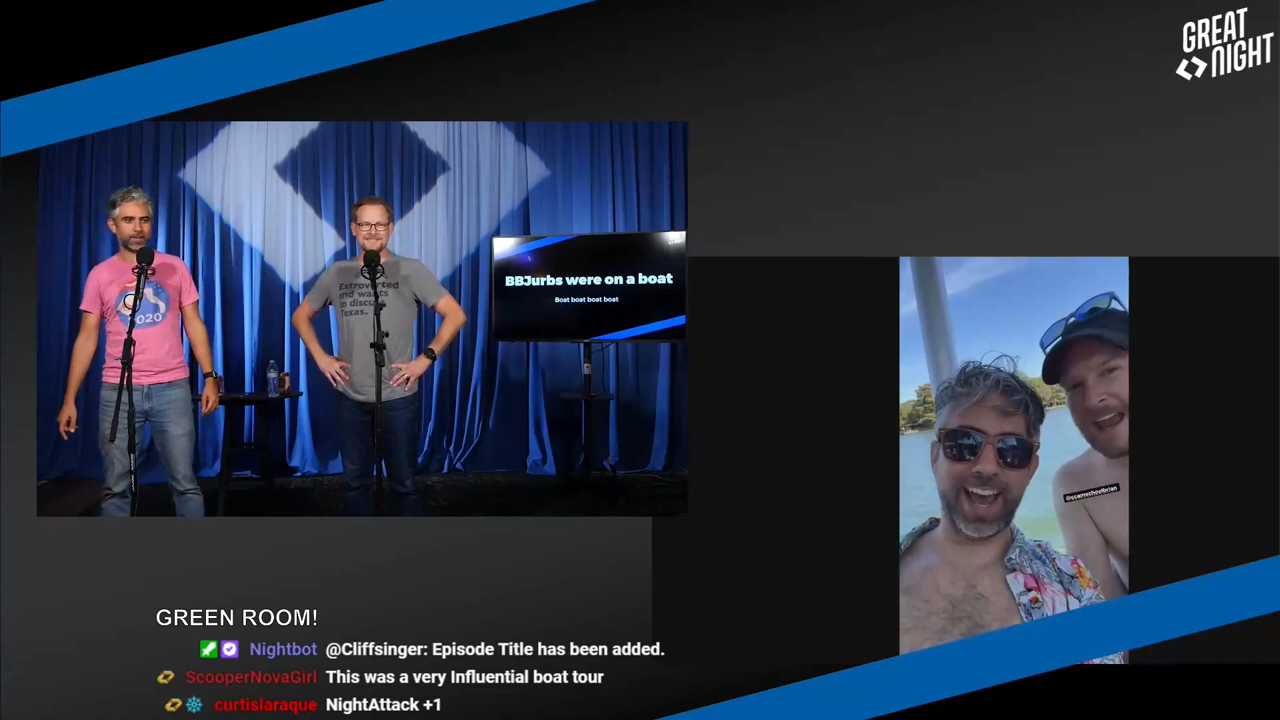 GREAT
NIGHT
Extroverted
and wants
to discuss
Texas.
2020
BBJurbs were on a boat
Boat boat boat boat
@scamschoolbrian
GREEN ROOM!
Nightbot @Cliffsinger: Episode Title has been added.
ScooperNovaGirl This was a very Influential boat tour
curtislaraque NightAttack +1